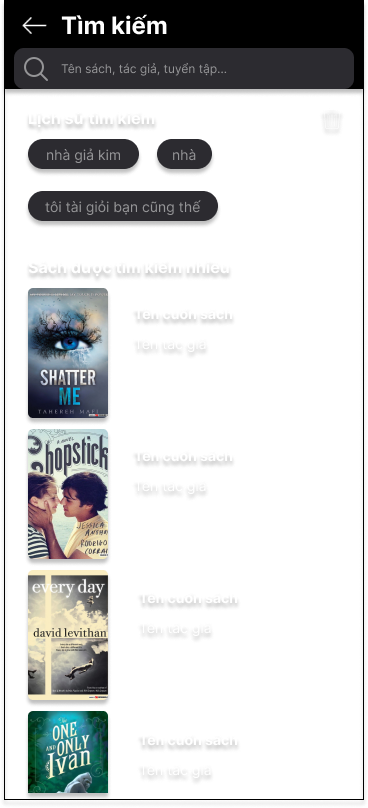 Tìm kiếm
Tên sách, tác giả, tuyển tập...
Lịch sử tìm kiếm
nhà giả kim
nhà
tôi tài giỏi bạn cũng thế
Sách được tìm kiếm nhiều
SHATTER
ME
TAHEREH MAFI
Tên cuốn sách
Tên tác giả
A NOVEL
hopstick
JESSICA
RODRIGO
CORRAL
Tên cuốn sách
Tên tác giả
every day
david levithan
Tên cuốn sách
Tên tác giả
The
ONE
AND
ONLY
Ivan
Tên cuốn sách
Tên tác giả